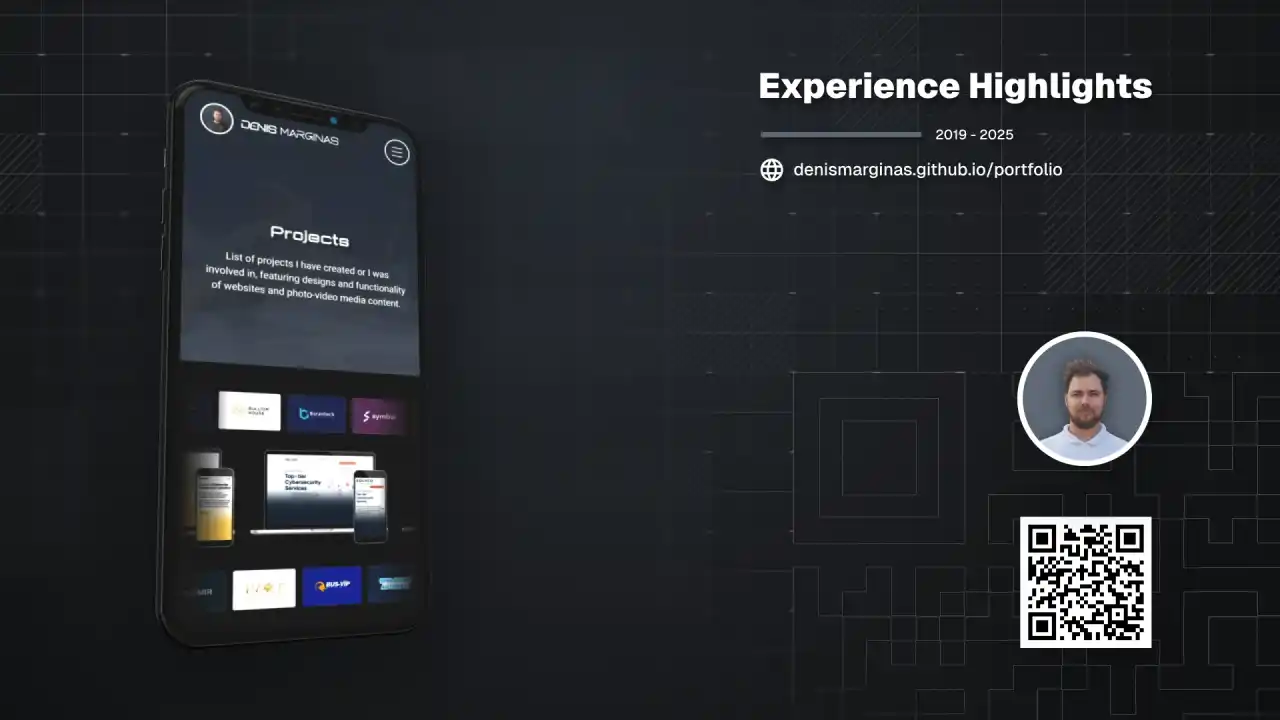 DENIS MARGINAS
Projects
List of projects I have created or I was
involved in, featuring designs and functionality
of websites and photo-video media content.
Top-tier
Cybersecurity
Services
BUS-VIP
Experience Highlights
2019 - 2025
denismarginas.github.io/portfolio